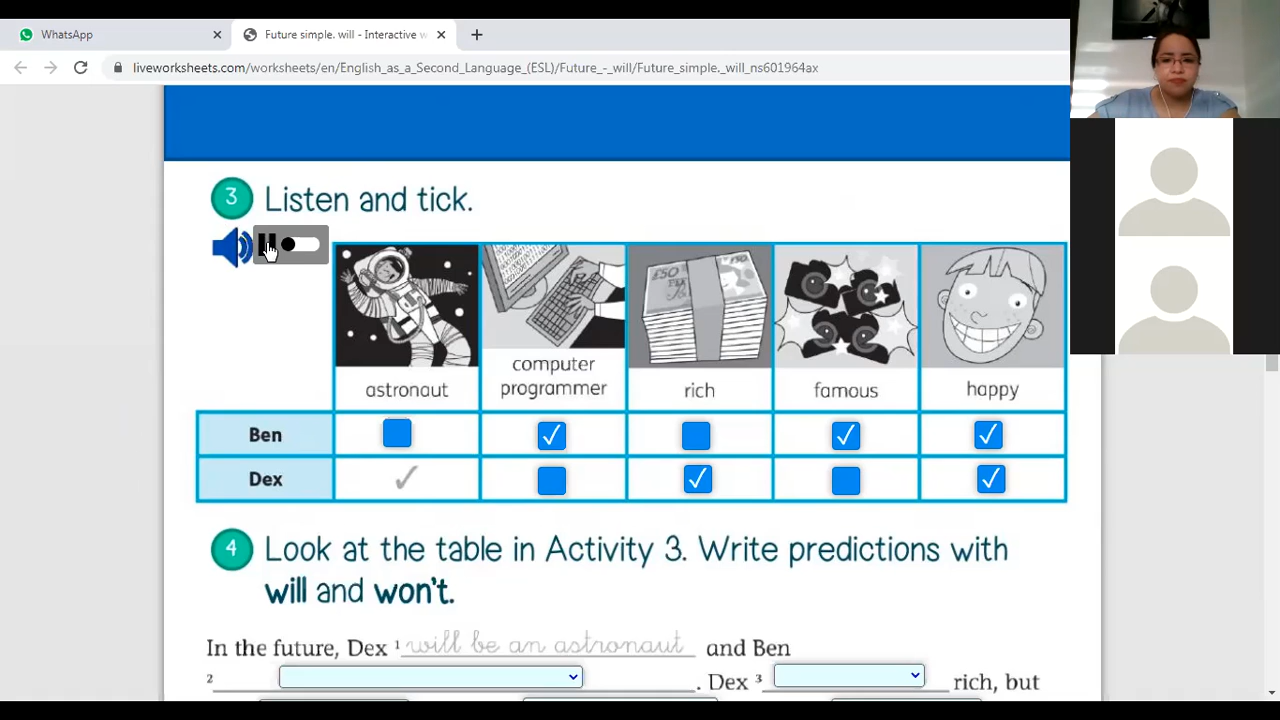 WhatsApp
Future simple. will - Interactive w
liveworksheets.com/worksheets/en/English_as_a_Second_Language_(ESL)/Future_-_will/Future_simple._will_ns601964ax
3 Listen and tick.
astronaut
computer
programmer
rich
famous
happy
Ben
Dex
4 Look at the table in Activity 3. Write predictions with
will and won't.
In the future, Dex ¹ will be an astronaut and Ben
² . Dex ³ rich, but